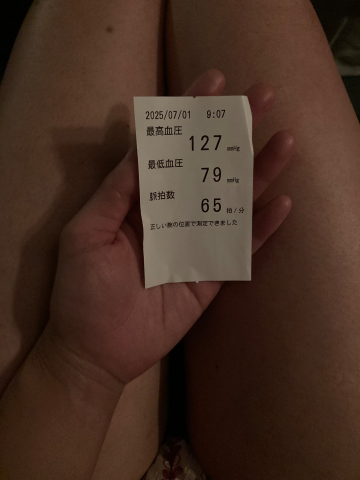 2025/07/01 9:07
最高血圧
127 mmHg
最低血圧
79 mmHg
脈拍数
65 拍/分
正しい腕の位置で測定できました